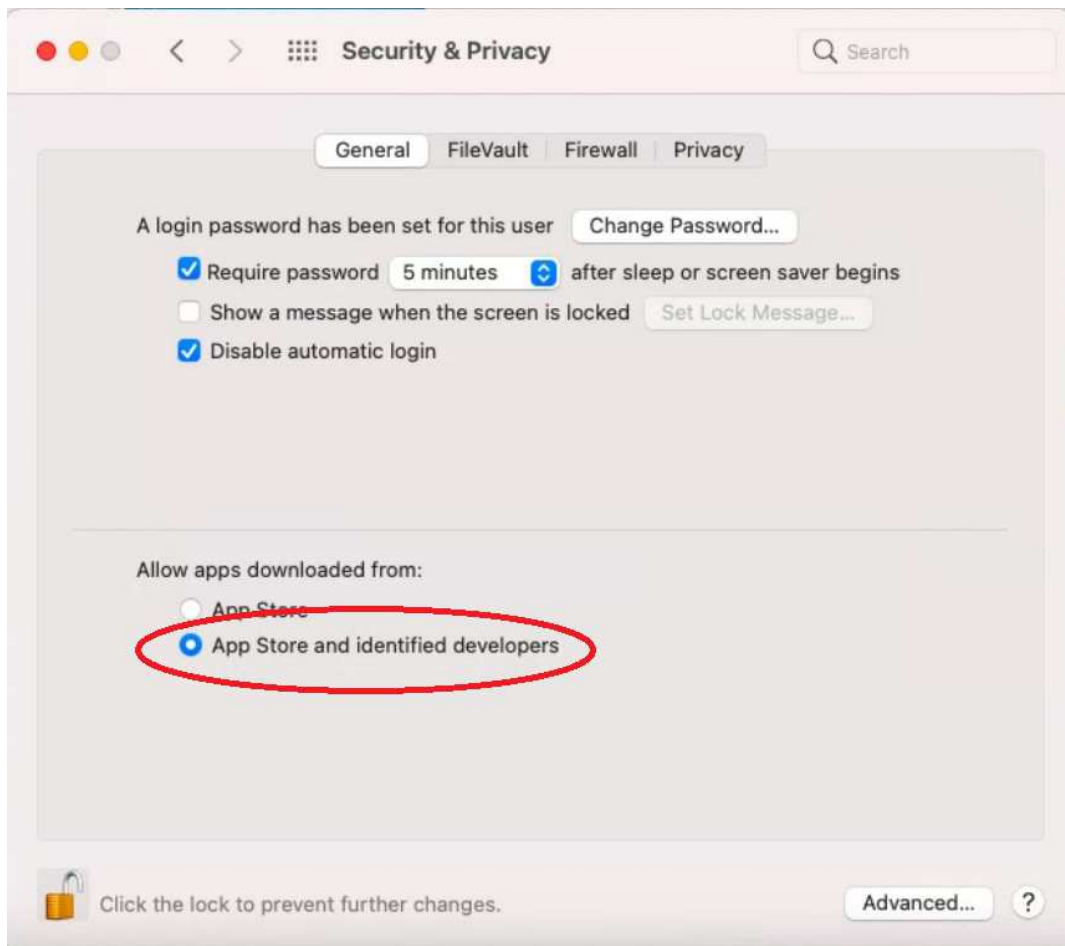 Security & Privacy
Search
General FileVault Firewall Privacy
A login password has been set for this user Change Password...
Require password 5 minutes after sleep or screen saver begins
Show a message when the screen is locked Set Lock Message...
Disable automatic login
Allow apps downloaded from:
App Store
App Store and identified developers
Click the lock to prevent further changes.
Advanced... ?